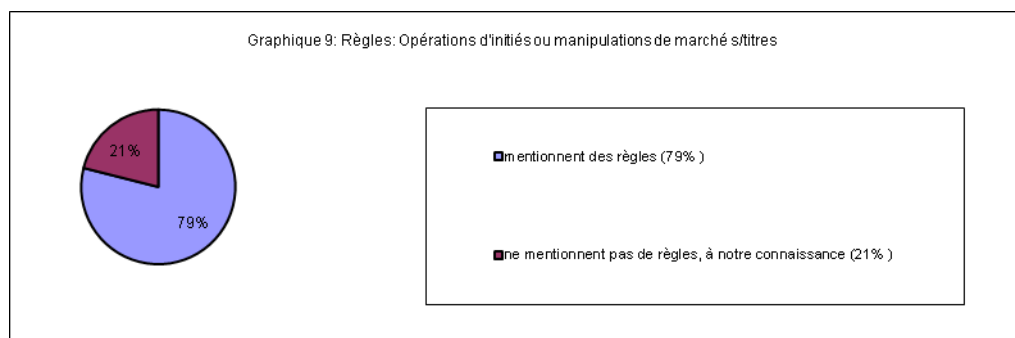 Graphique 9: Règles: Opérations d'initiés ou manipulations de marché s/titres
21%
79%
mentionnent des règles (79% )
ne mentionnent pas de règles, à notre connaissance (21% )